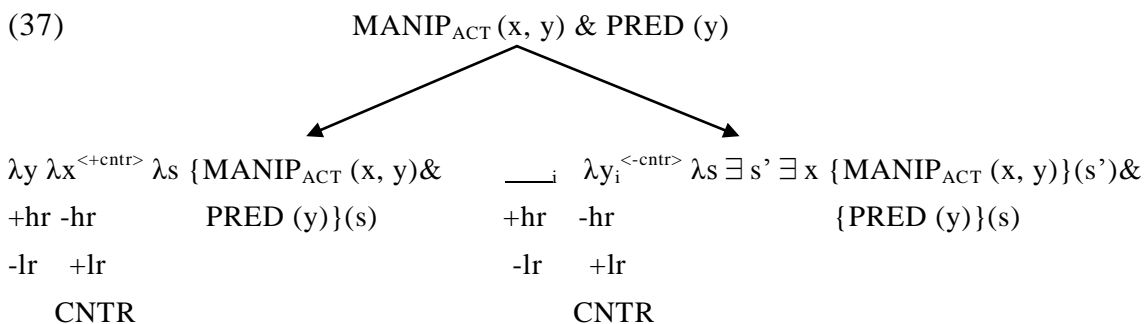 (37) MANIP_ACT (x, y) & PRED (y)
λy λx^<+cntr> λs {MANIP_ACT (x, y)& ___i λy_i^<-cntr> λs ∃ s’ ∃ x {MANIP_ACT (x, y)}(s’)&
+hr -hr PRED (y)}(s) +hr -hr {PRED (y)}(s)
-lr +lr -lr +lr
CNTR CNTR